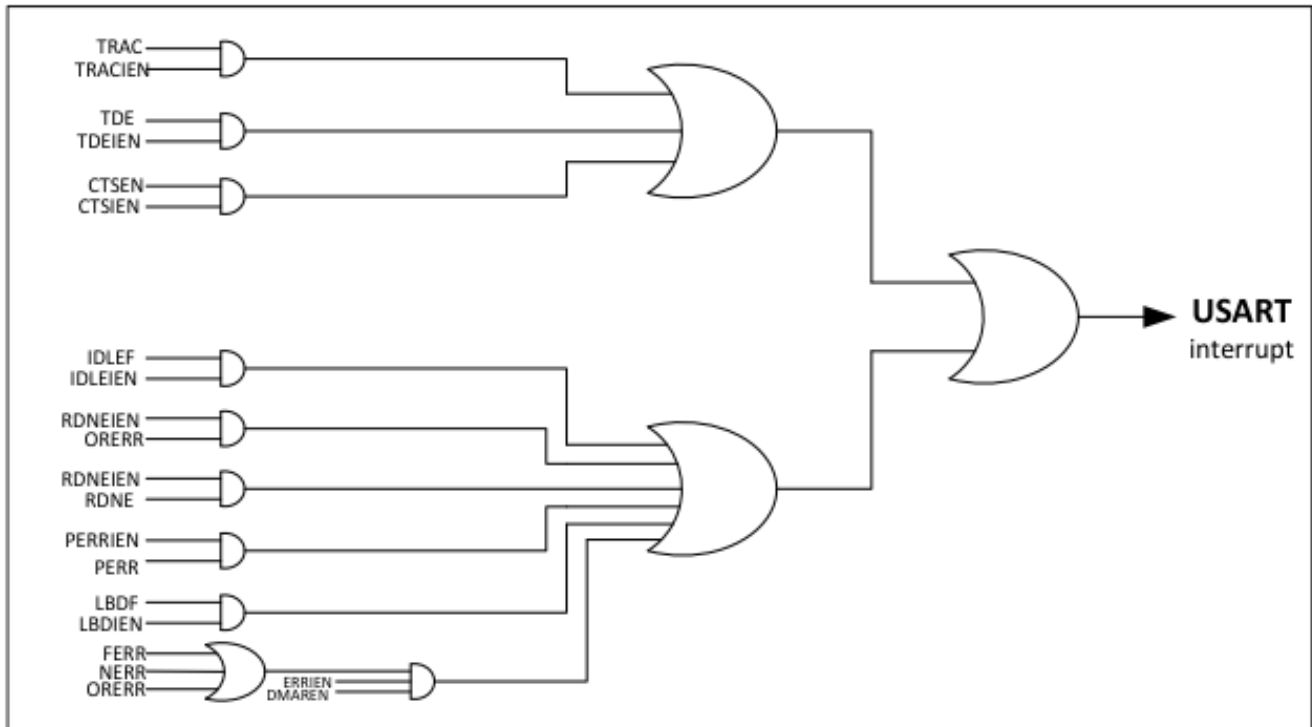 TRAC
TRACIEN
TDE
TDEIEN
CTSEN
CTSIEN
USART
interrupt
IDLEF
IDLEIEN
RDNEIEN
ORERR
RDNEIEN
RDNE
PERRIEN
PERR
LBDF
LBDIEN
FERR
NERR
ORERR
ERRIEN
DMAREN